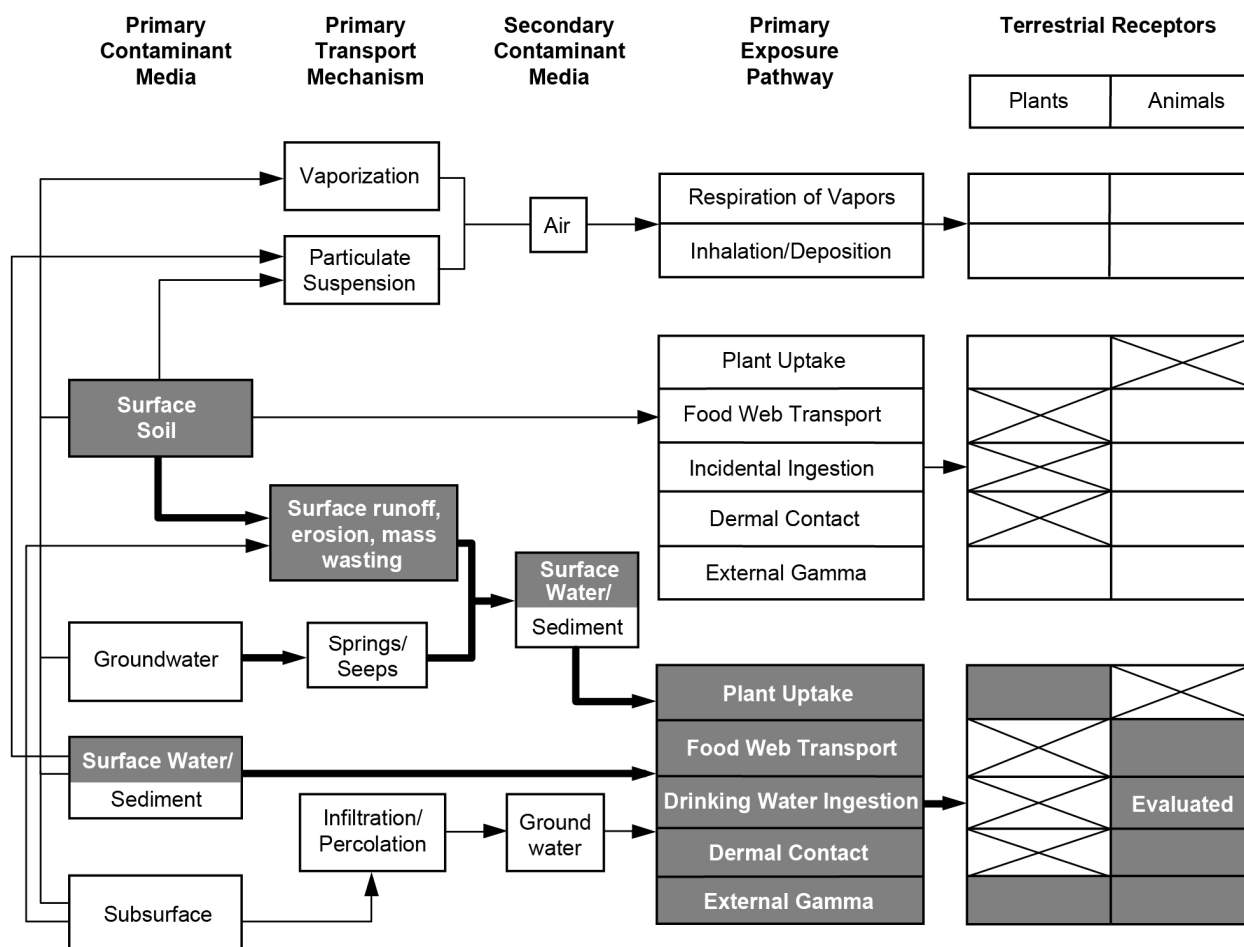 Primary
Contaminant
Media
Primary
Transport
Mechanism
Secondary
Contaminant
Media
Primary
Exposure
Pathway
Terrestrial Receptors
Plants
Animals
Vaporization
Particulate
Suspension
Air
Respiration of Vapors
Inhalation/Deposition
Surface
Soil
Plant Uptake
Food Web Transport
Incidental Ingestion
Dermal Contact
External Gamma
Surface runoff,
erosion, mass
wasting
Surface
Water/
Sediment
Groundwater
Springs/
Seeps
Surface Water/
Sediment
Plant Uptake
Food Web Transport
Drinking Water Ingestion
Dermal Contact
External Gamma
Evaluated
Infiltration/
Percolation
Ground
water
Subsurface